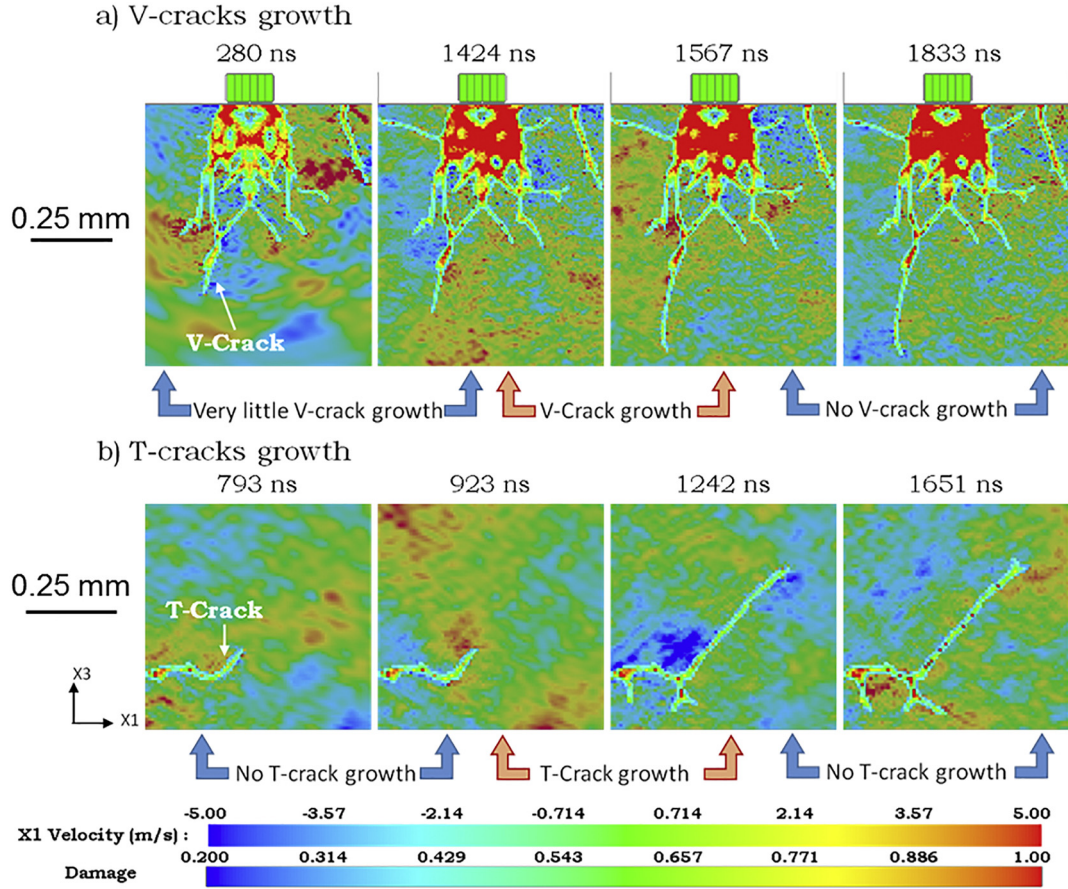 a) V-cracks growth
280 ns 1424 ns 1567 ns 1833 ns
0.25 mm
V-Crack
Very little V-crack growth V-Crack growth No V-crack growth
b) T-cracks growth
793 ns 923 ns 1242 ns 1651 ns
0.25 mm
T-Crack
X3
X1
No T-crack growth T-Crack growth No T-crack growth
-5.00 -3.57 -2.14 -0.714 0.714 2.14 3.57 5.00
X1 Velocity (m/s) :
0.200 0.314 0.429 0.543 0.657 0.771 0.886 1.00
Damage